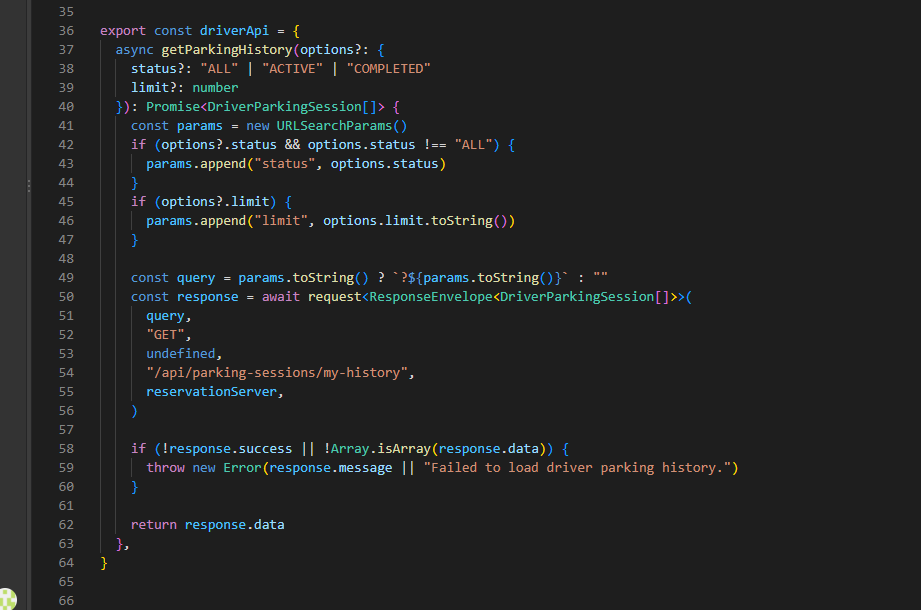 35
36 export const driverApi = {
37 async getParkingHistory(options?: {
38 status?: "ALL" | "ACTIVE" | "COMPLETED"
39 limit?: number
40 }): Promise<DriverParkingSession[]> {
41 const params = new URLSearchParams()
42 if (options?.status && options.status !== "ALL") {
43 params.append("status", options.status)
44 }
45 if (options?.limit) {
46 params.append("limit", options.limit.toString())
47 }
48
49 const query = params.toString() ? `?${params.toString()}` : ""
50 const response = await request<ResponseEnvelope<DriverParkingSession[]>>(
51 query,
52 "GET",
53 undefined,
54 "/api/parking-sessions/my-history",
55 reservationServer,
56 )
57
58 if (!response.success || !Array.isArray(response.data)) {
59 throw new Error(response.message || "Failed to load driver parking history.")
60 }
61
62 return response.data
63 },
64 }
65
66